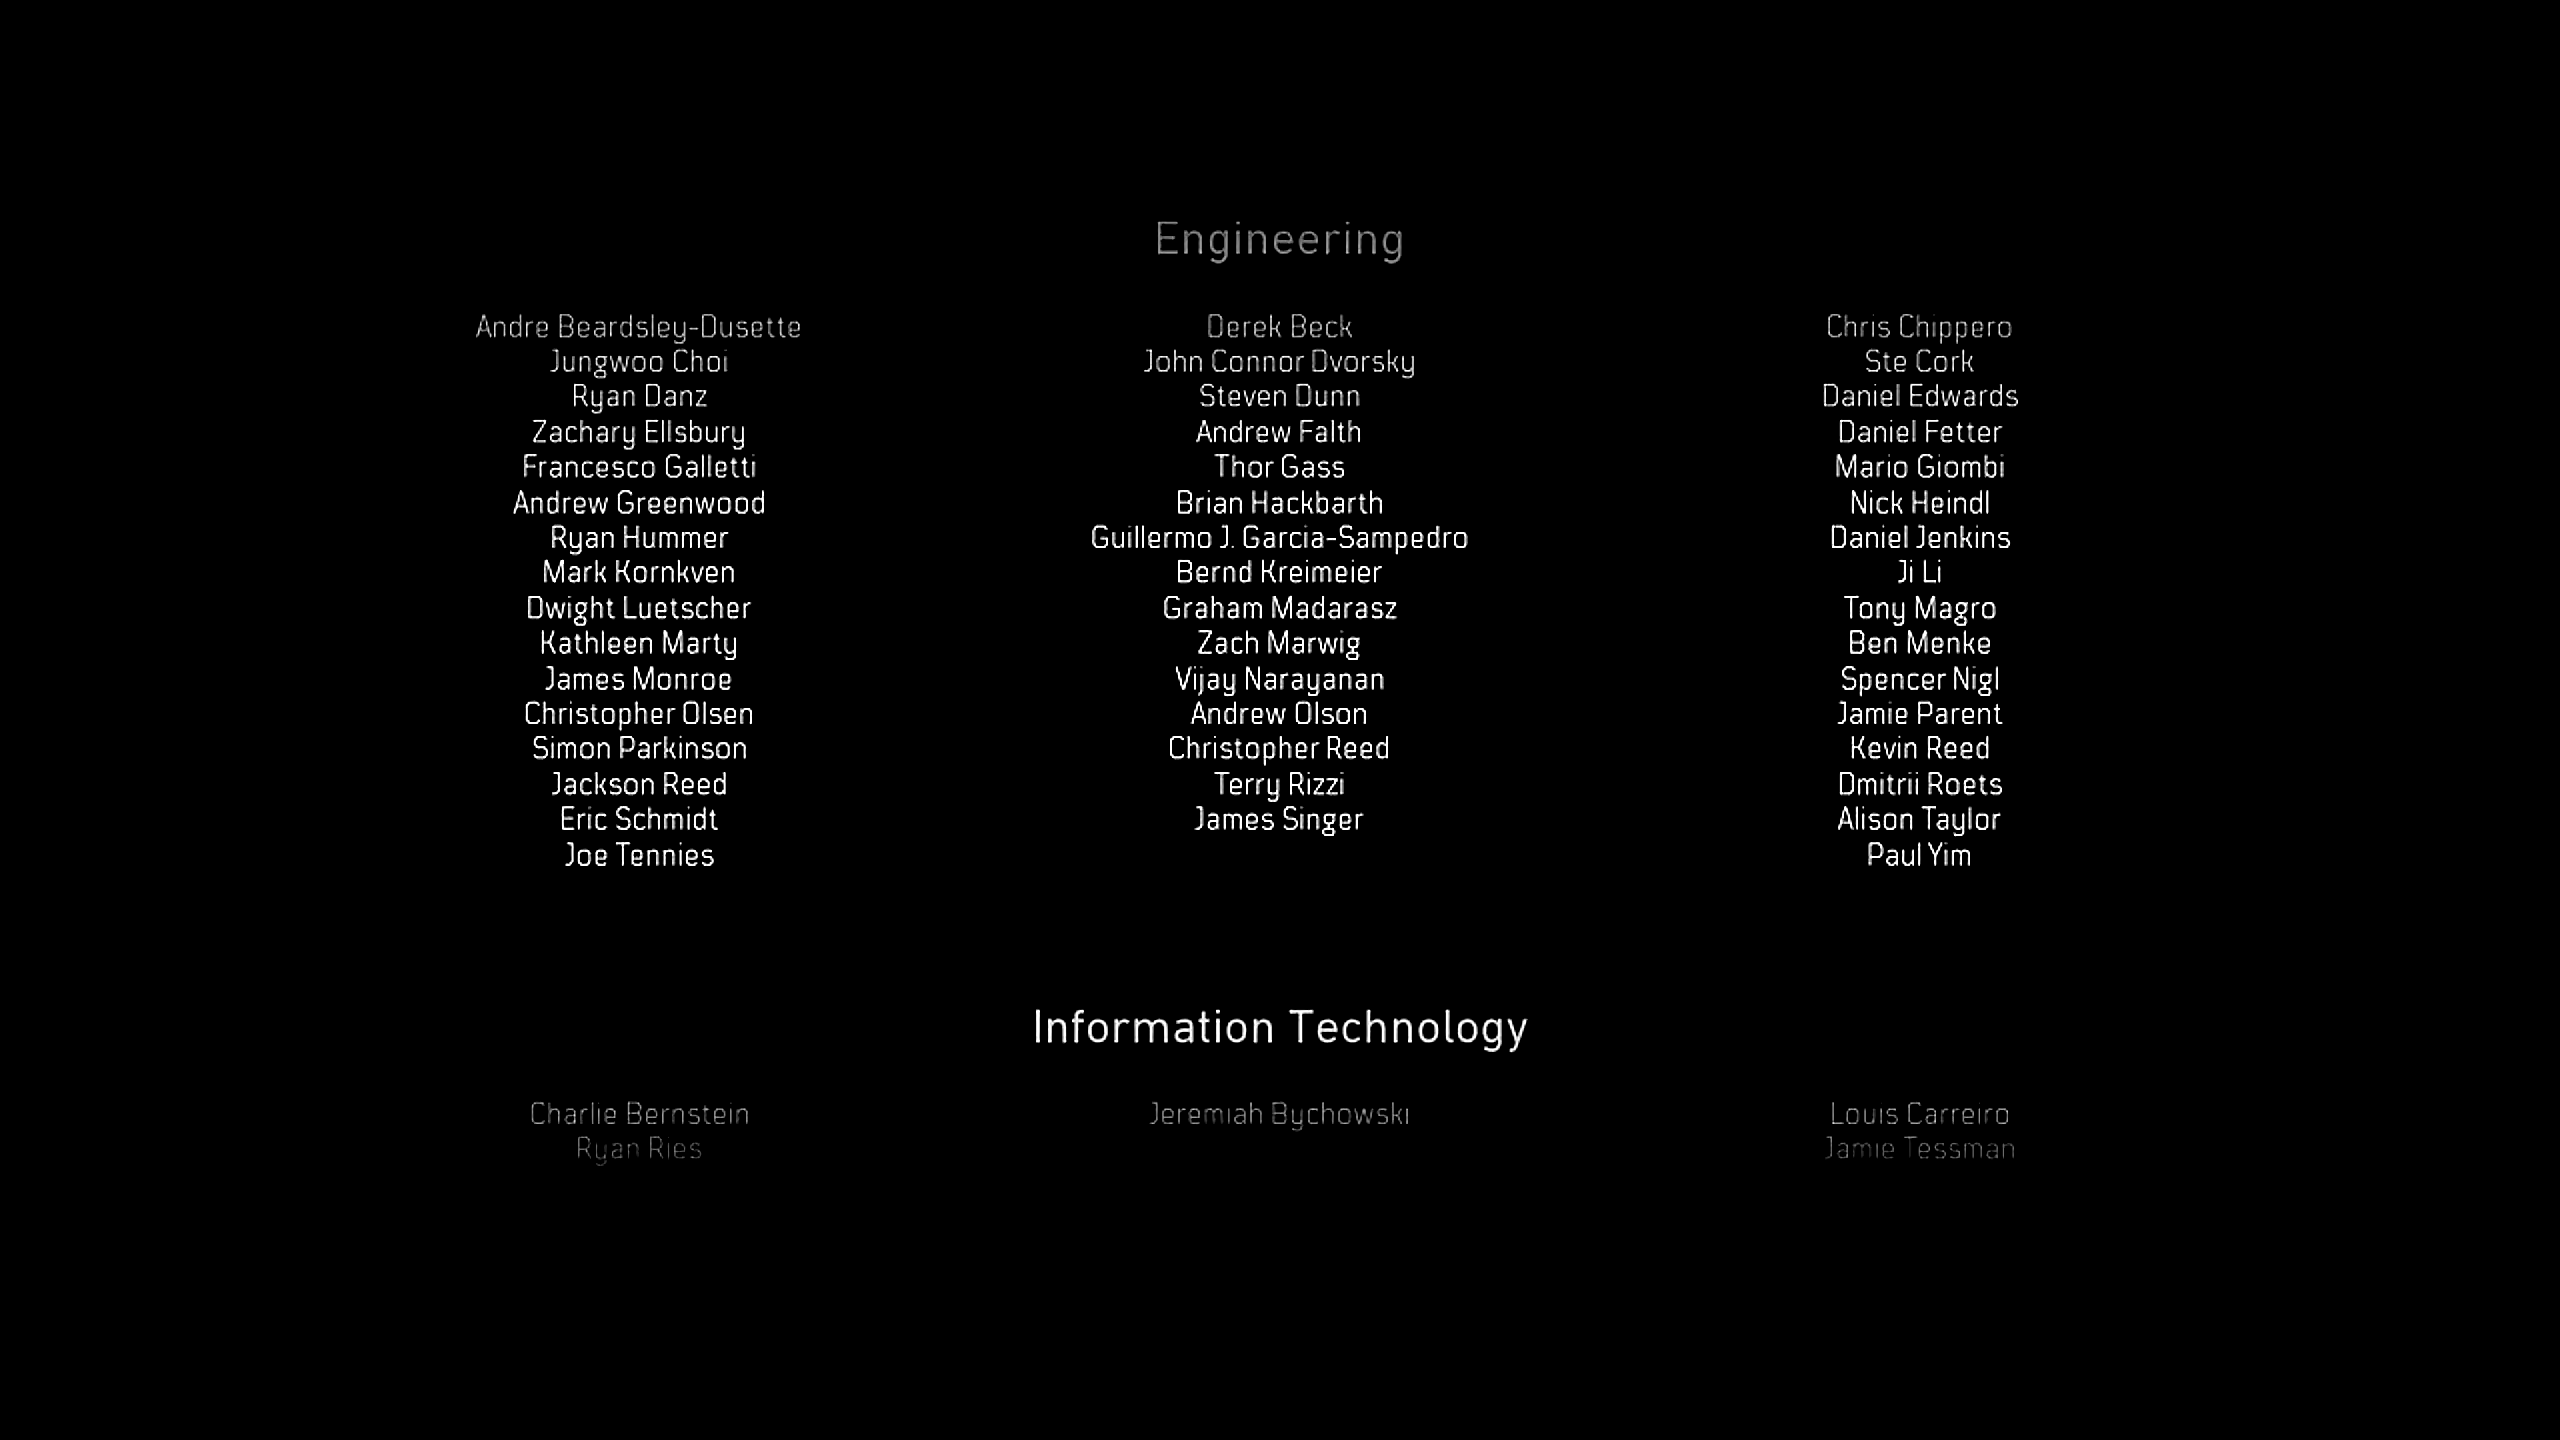 Engineering
Andre Beardsley-Dusette Derek Beck Chris Chippero
Jungwoo Choi John Connor Dvorsky Ste Cork
Ryan Danz Steven Dunn Daniel Edwards
Zachary Ellsbury Andrew Falth Daniel Fetter
Francesco Galletti Thor Gass Mario Giombi
Andrew Greenwood Brian Hackbarth Nick Heindl
Ryan Hummer Guillermo J. Garcia-Sampedro Daniel Jenkins
Mark Kornkven Bernd Kreimeier Ji Li
Dwight Luetscher Graham Madarasz Tony Magro
Kathleen Marty Zach Marwig Ben Menke
James Monroe Vijay Narayanan Spencer Nigl
Christopher Olsen Andrew Olson Jamie Parent
Simon Parkinson Christopher Reed Kevin Reed
Jackson Reed Terry Rizzi Dmitrii Roets
Eric Schmidt James Singer Alison Taylor
Joe Tennies Paul Yim
Information Technology
Charlie Bernstein Jeremiah Bychowski Louis Carreiro
Ryan Ries Jamie Tessman